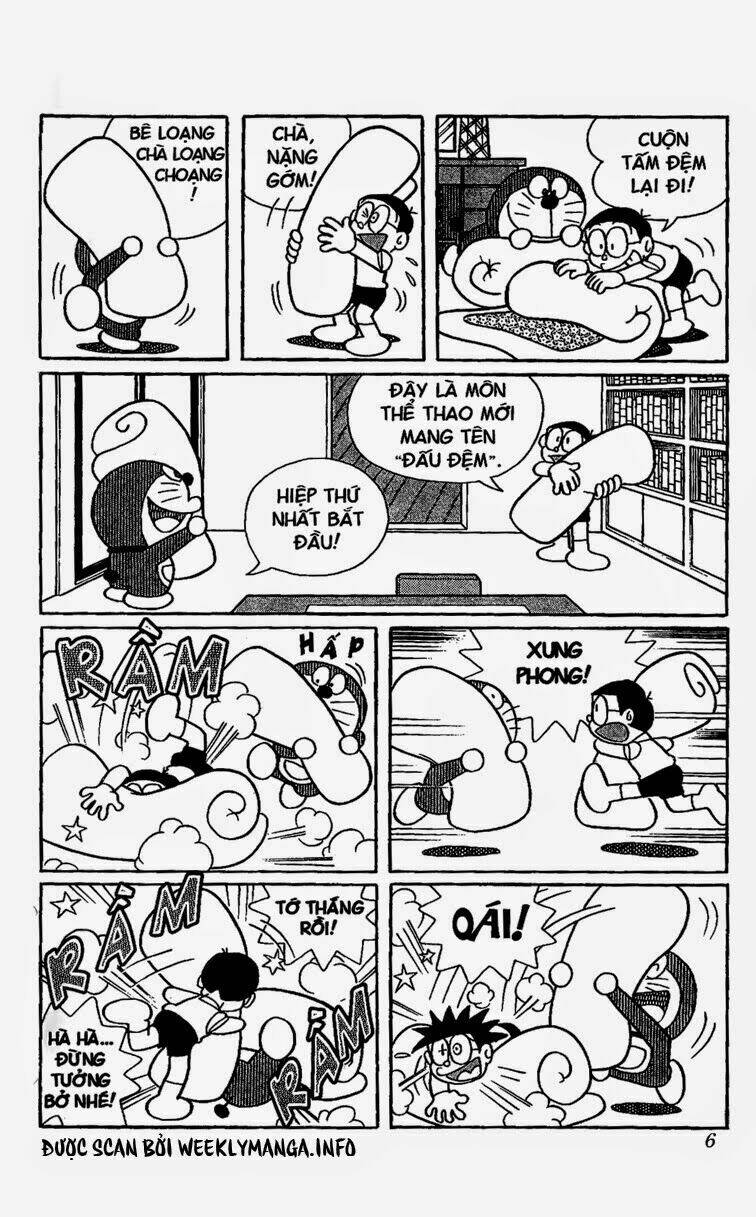 CUỘN
TẤM ĐỆM
LẠI ĐI!
CHÀ,
NẶNG
GỚM!
BÊ LOẠNG
CHÀ LOẠNG
CHOẠNG
!
ĐÂY LÀ MÔN
THỂ THAO MỚI
MANG TÊN
“ĐẤU ĐỆM”.
HIỆP THỨ
NHẤT BẮT
ĐẦU!
XUNG
PHONG!
HẤP
RẦM
QÁI!
TỚ THẮNG
RỒI!
RẦM
RẦM
HÀ HÀ...
ĐỪNG
TƯỞNG
BỞ NHÉ!
ĐƯỢC SCAN BỞI WEEKLYMANGA.INFO
6